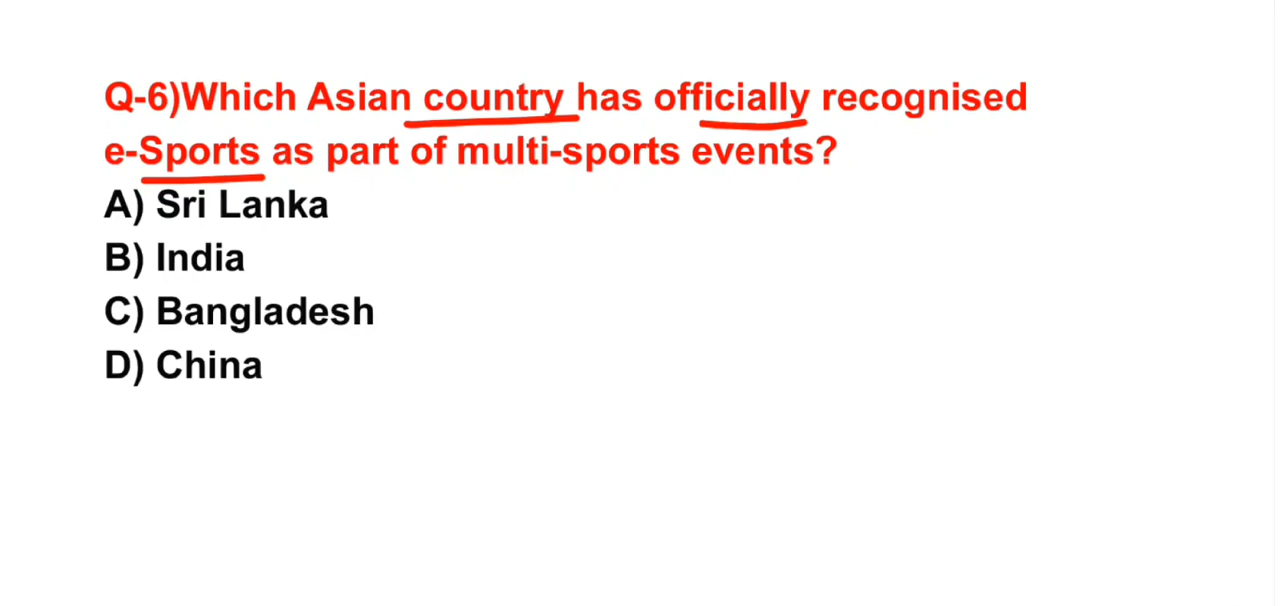 Q-6)Which Asian country has officially recognised
e-Sports as part of multi-sports events?
A) Sri Lanka
B) India
C) Bangladesh
D) China